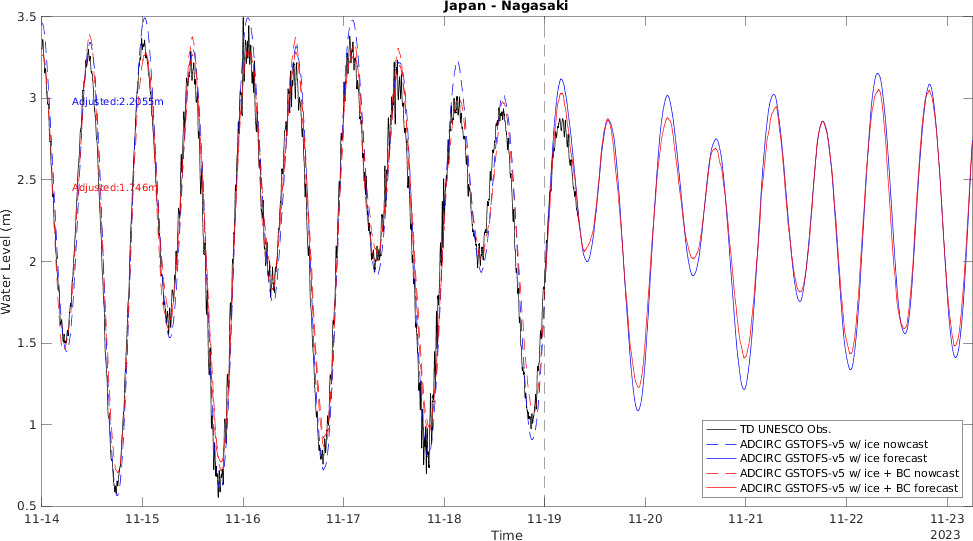 Japan - Nagasaki
3.5
3
2.5
2
1.5
1
0.5
Water Level (m)
Adjusted:2.2055m
Adjusted:1.746m
TD UNESCO Obs.
ADCIRC GSTOFS-v5 w/ ice nowcast
ADCIRC GSTOFS-v5 w/ ice forecast
ADCIRC GSTOFS-v5 w/ ice + BC nowcast
ADCIRC GSTOFS-v5 w/ ice + BC forecast
11-14 11-15 11-16 11-17 11-18 11-19 11-20 11-21 11-22 11-23
Time
2023